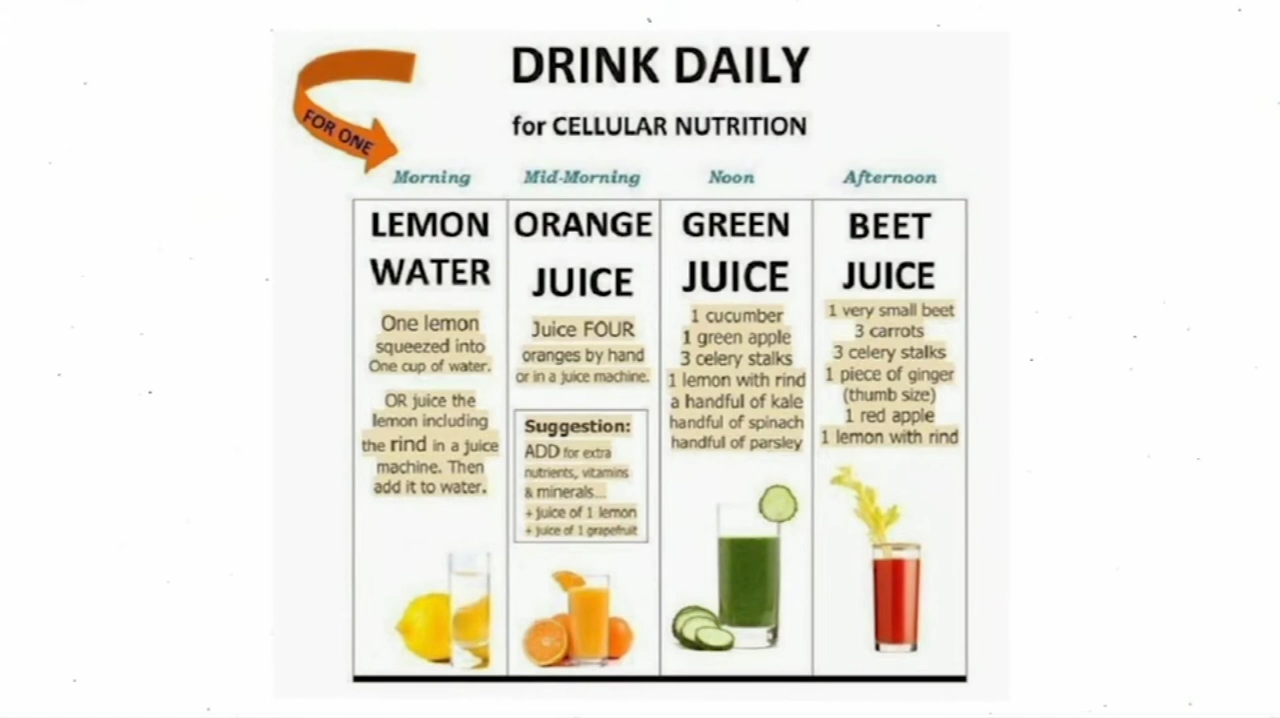 DRINK DAILY
for CELLULAR NUTRITION
FOR ONE
Morning
LEMON
WATER
One lemon
squeezed into
One cup of water.
OR juice the
lemon including
the rind in a juice
machine. Then
add it to water.
Mid-Morning
ORANGE
JUICE
Juice FOUR
oranges by hand
or in a juice machine.
Suggestion:
ADD for extra
nutrients, vitamins
& minerals...
+ juice of 1 lemon
+ juice of 1 grapefruit
Noon
GREEN
JUICE
1 cucumber
1 green apple
3 celery stalks
1 lemon with rind
a handful of kale
handful of spinach
handful of parsley
Afternoon
BEET
JUICE
1 very small beet
3 carrots
3 celery stalks
1 piece of ginger
(thumb size)
1 red apple
1 lemon with rind